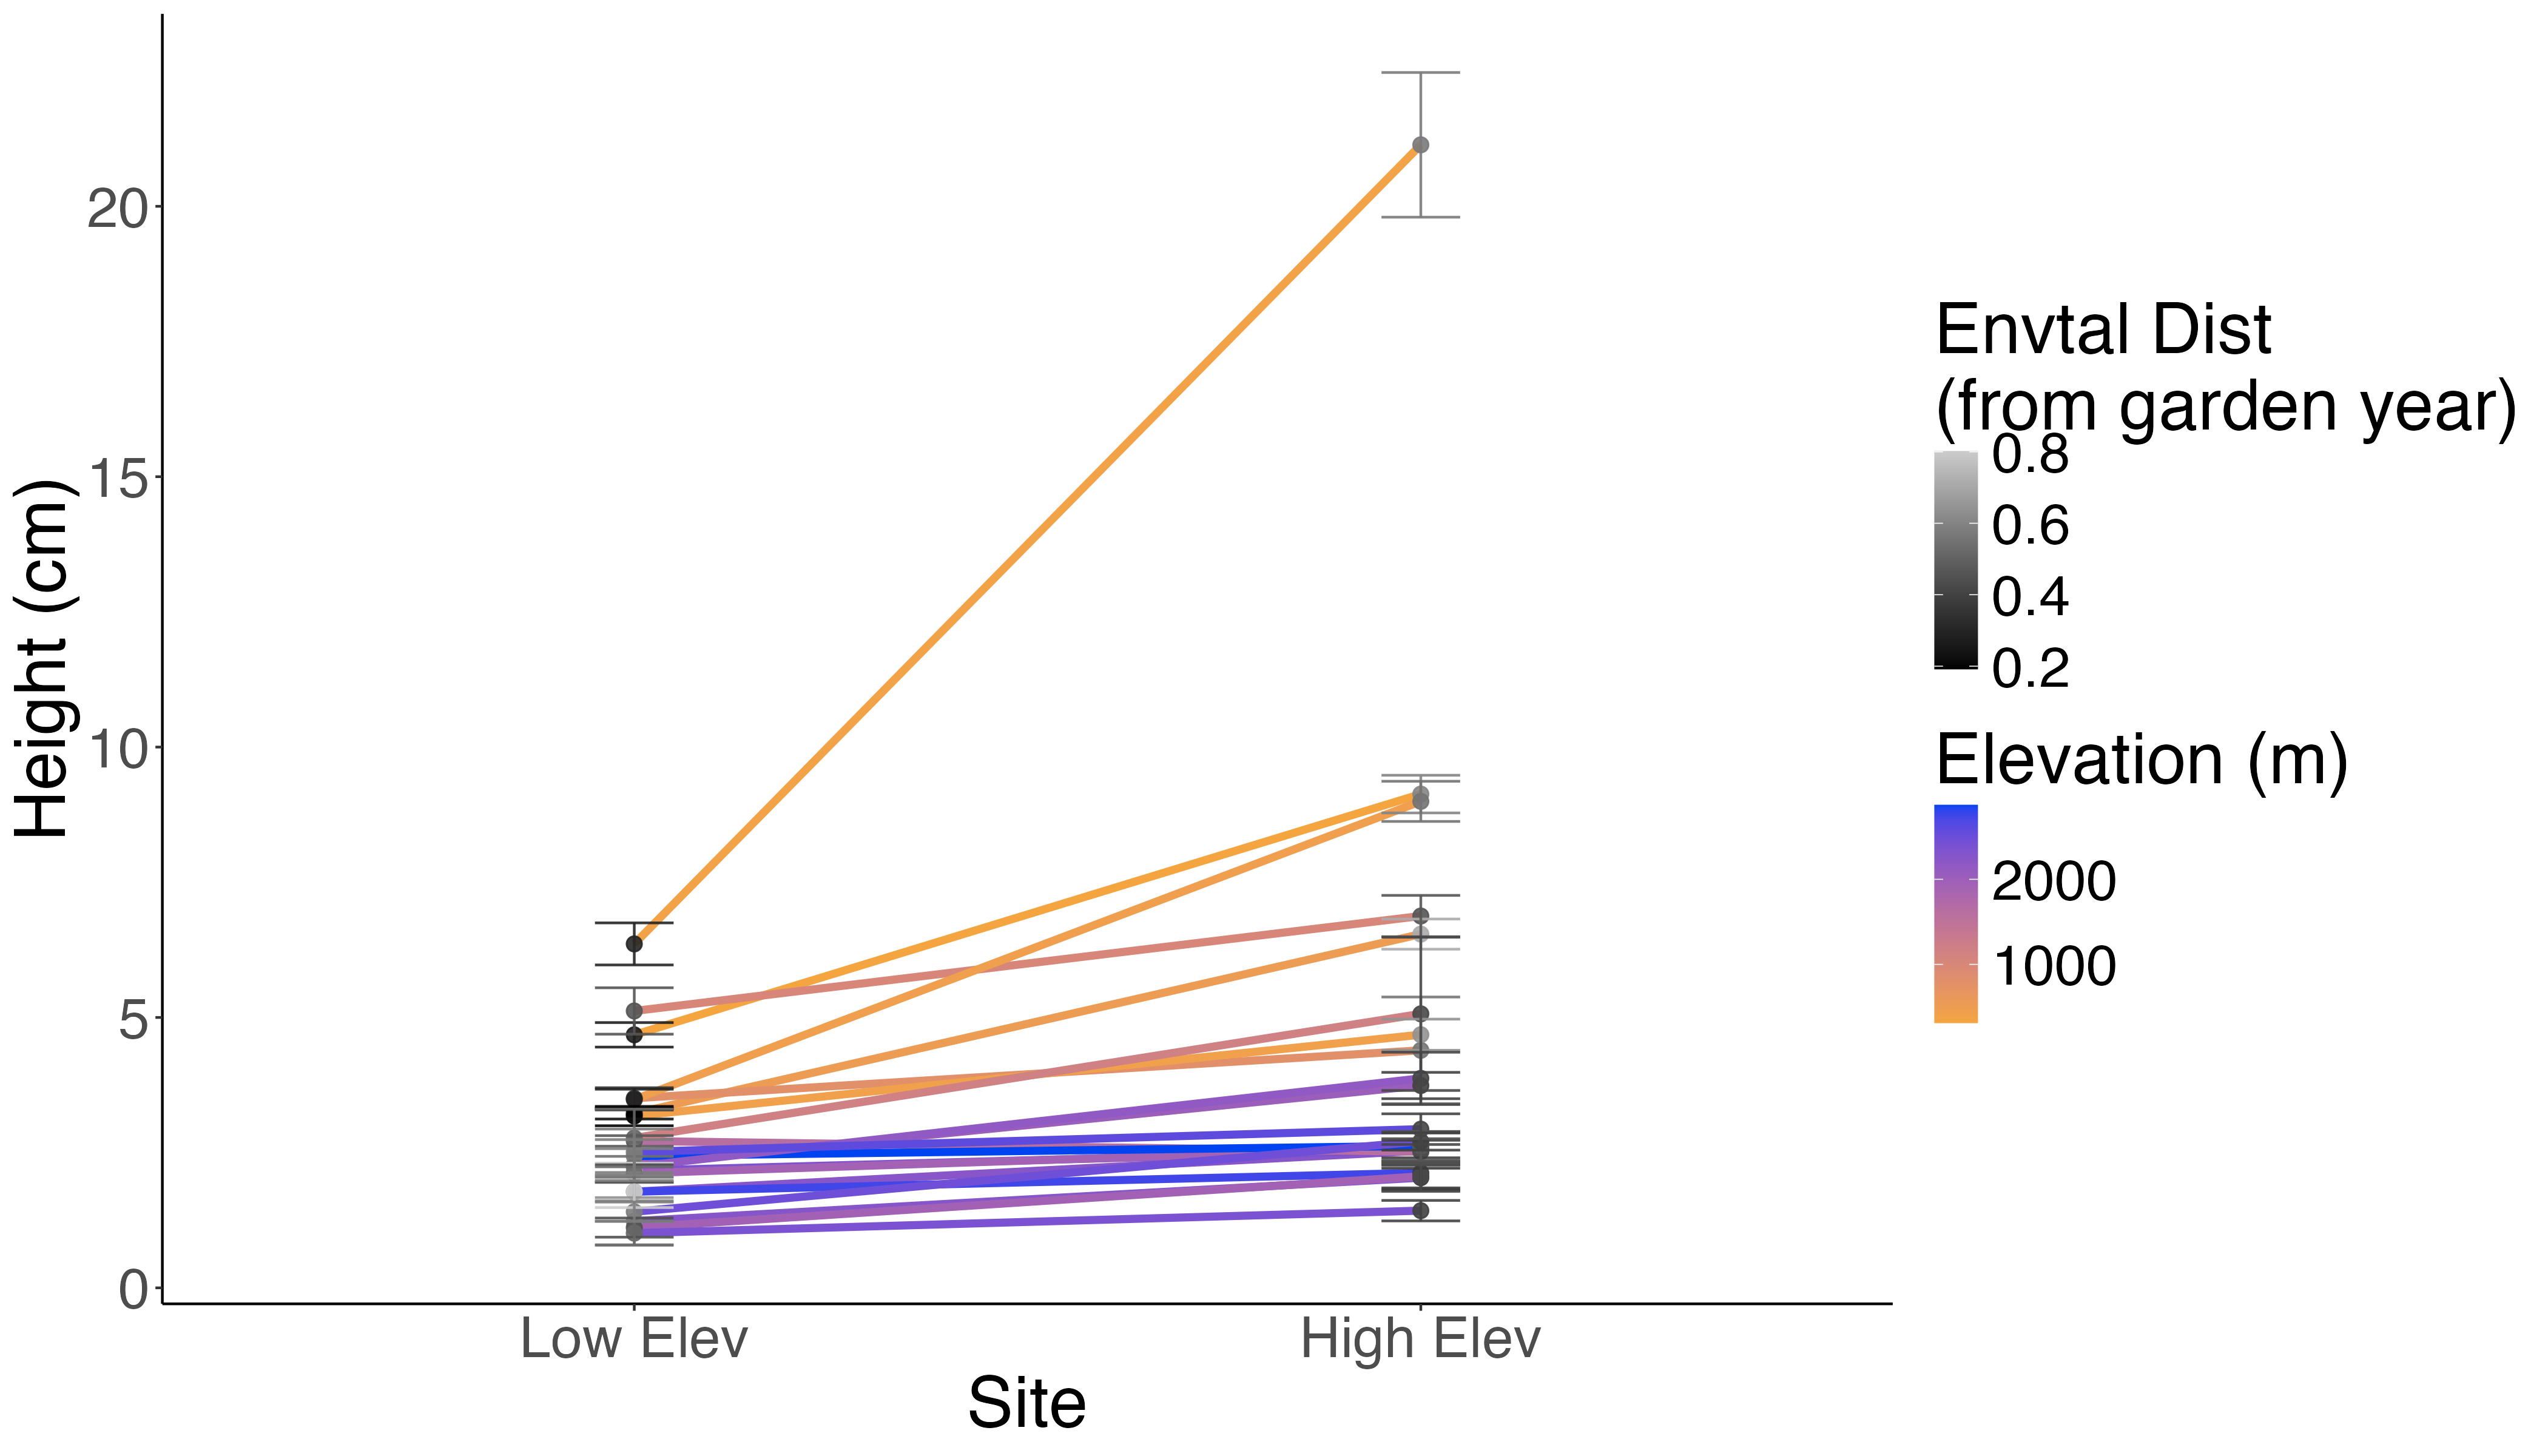 Height (cm)
20
15
10
5
0
Low Elev
High Elev
Site
Envtal Dist
(from garden year)
0.8
0.6
0.4
0.2
Elevation (m)
2000
1000